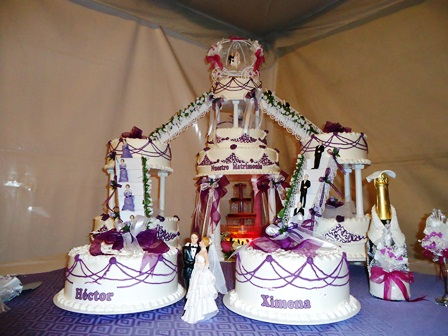 Nuestro Matrimonio
Héctor
Ximena